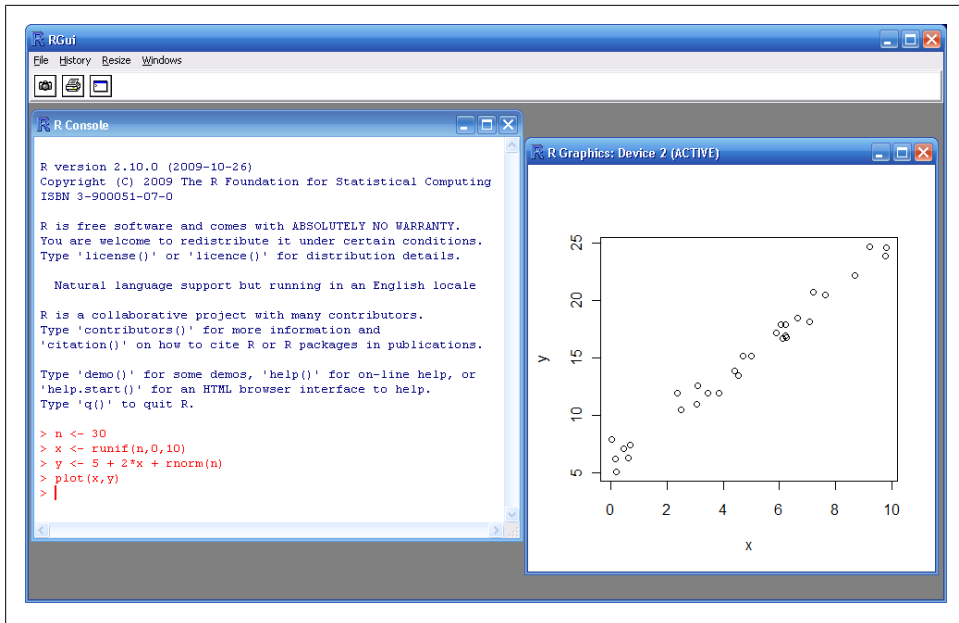 RGui
File History Resize Windows
R Console
R version 2.10.0 (2009-10-26)
Copyright (C) 2009 The R Foundation for Statistical Computing
ISBN 3-900051-07-0
R is free software and comes with ABSOLUTELY NO WARRANTY.
You are welcome to redistribute it under certain conditions.
Type 'license()' or 'licence()' for distribution details.
Natural language support but running in an English locale
R is a collaborative project with many contributors.
Type 'contributors()' for more information and
'citation()' on how to cite R or R packages in publications.
Type 'demo()' for some demos, 'help()' for on-line help, or
'help.start()' for an HTML browser interface to help.
Type 'q()' to quit R.
> n <- 30
> x <- runif(n,0,10)
> y <- 5 + 2*x + rnorm(n)
> plot(x,y)
>
R Graphics: Device 2 (ACTIVE)
25
20
15
10
5
y
0 2 4 6 8 10
x